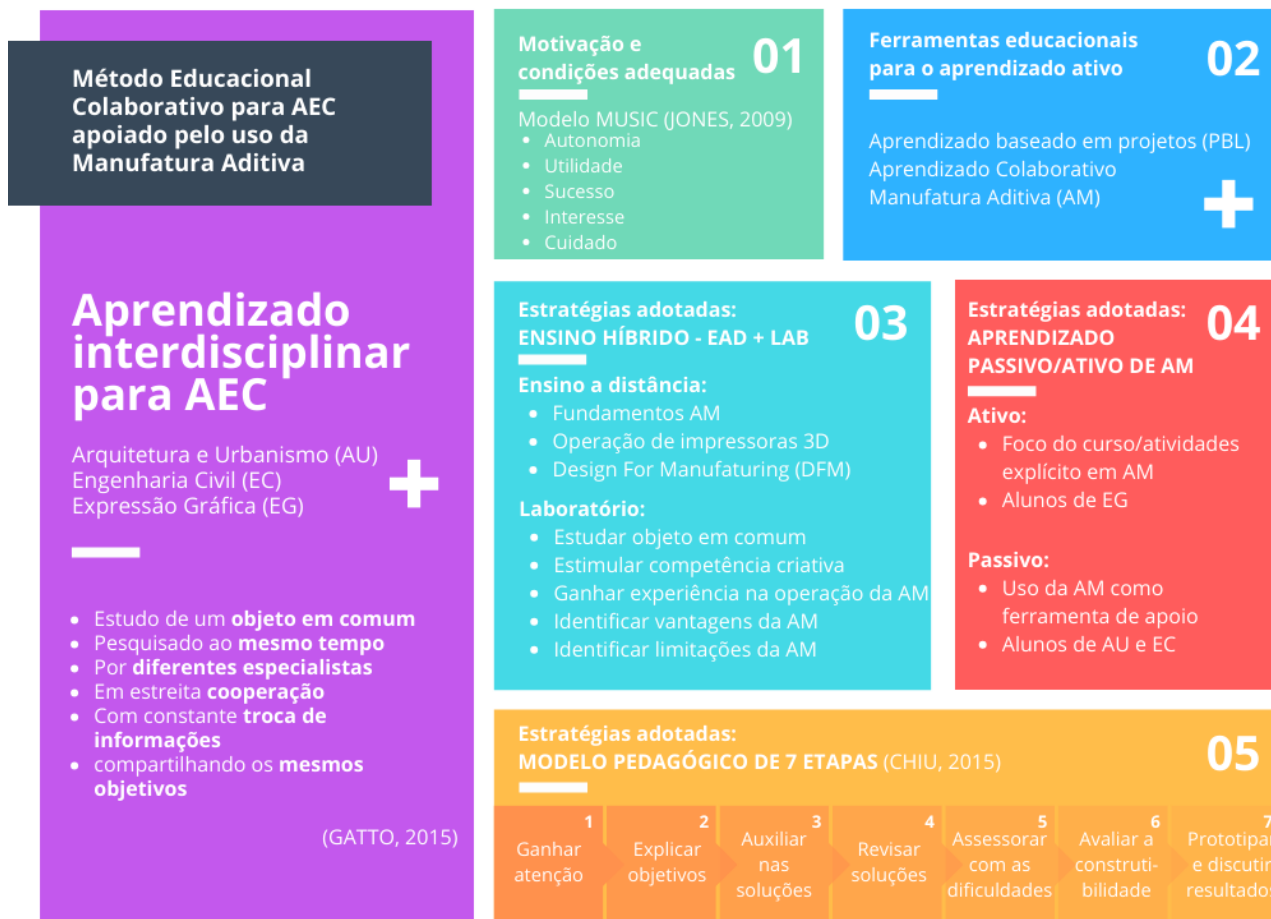 Método Educacional
Colaborativo para AEC
apoiado pelo uso da
Manufatura Aditiva
Aprendizado
interdisciplinar
para AEC
Arquitetura e Urbanismo (AU)
Engenharia Civil (EC)
Expressão Gráfica (EG)
+
• Estudo de um objeto em comum
• Pesquisado ao mesmo tempo
• Por diferentes especialistas
• Em estreita cooperação
• Com constante troca de
informações
• compartilhando os mesmos
objetivos
(GATTO, 2015)
Motivação e
condições adequadas
01
Modelo MUSIC (JONES, 2009)
• Autonomia
• Utilidade
• Sucesso
• Interesse
• Cuidado
Ferramentas educacionais
para o aprendizado ativo
02
Aprendizado baseado em projetos (PBL)
Aprendizado Colaborativo
Manufatura Aditiva (AM)
+
Estratégias adotadas:
ENSINO HÍBRIDO - EAD + LAB
03
Ensino a distância:
• Fundamentos AM
• Operação de impressoras 3D
• Design For Manufaturing (DFM)
Laboratório:
• Estudar objeto em comum
• Estimular competência criativa
• Ganhar experiência na operação da AM
• Identificar vantagens da AM
• Identificar limitações da AM
Estratégias adotadas:
APRENDIZADO
PASSIVO/ATIVO DE AM
04
Ativo:
• Foco do curso/atividades
explícito em AM
• Alunos de EG
Passivo:
• Uso da AM como
ferramenta de apoio
• Alunos de AU e EC
Estratégias adotadas:
MODELO PEDAGÓGICO DE 7 ETAPAS (CHIU, 2015)
05
1
Ganhar
atenção
2
Explicar
objetivos
3
Auxiliar
nas
soluções
4
Revisar
soluções
5
Assessorar
com as
dificuldades
6
Avaliar a
construti-
bilidade
7
Prototipar
e discutir
resultados